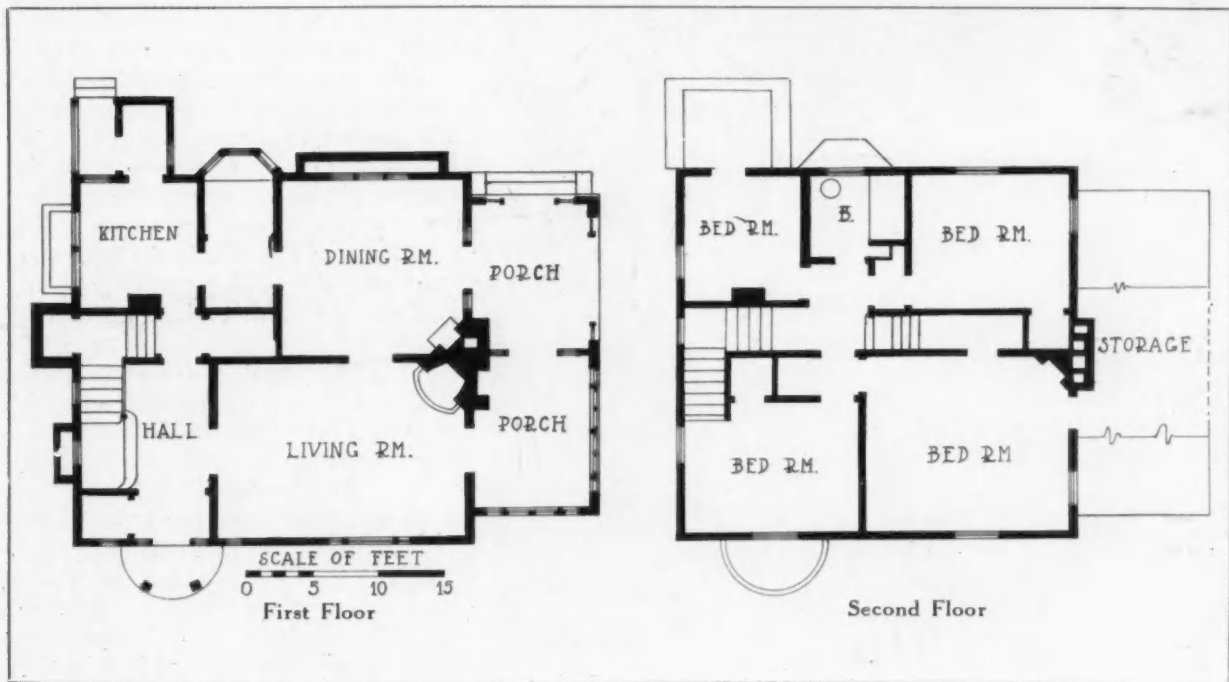 KITCHEN
DINING RM.
PORCH
HALL
LIVING RM.
PORCH
SCALE OF FEET
0 5 10 15
First Floor
BED RM.
B.
BED RM.
STORAGE
BED RM.
BED RM
Second Floor